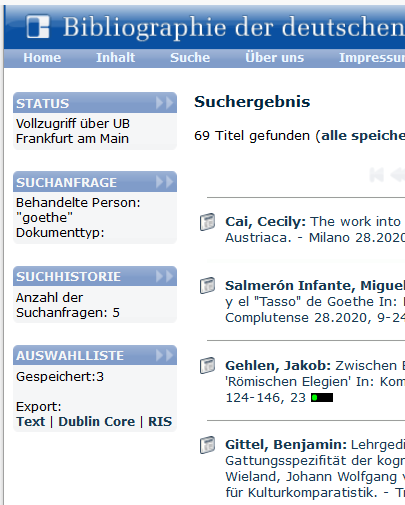 Bibliographie der deutschen
Home Inhalt Suche Über uns Impressu
STATUS
Vollzugriff über UB
Frankfurt am Main
SUCHANFRAGE
Behandelte Person:
"goethe"
Dokumenttyp:
SUCHHISTORIE
Anzahl der
Suchanfragen: 5
AUSWAHLLISTE
Gespeichert:3
Export:
Text | Dublin Core | RIS
Suchergebnis
69 Titel gefunden (alle speiche
Cai, Cecily: The work into
Austriaca. - Milano 28.2020
Salmerón Infante, Miguel
y el "Tasso" de Goethe In:
Complutense 28.2020, 9-24
Gehlen, Jakob: Zwischen
'Römischen Elegien' In: Kom
124-146, 23
Gittel, Benjamin: Lehrgedi
Gattungsspezifität der kogn
Wieland, Johann Wolfgang v
für Kulturkomparatistik. - Tr